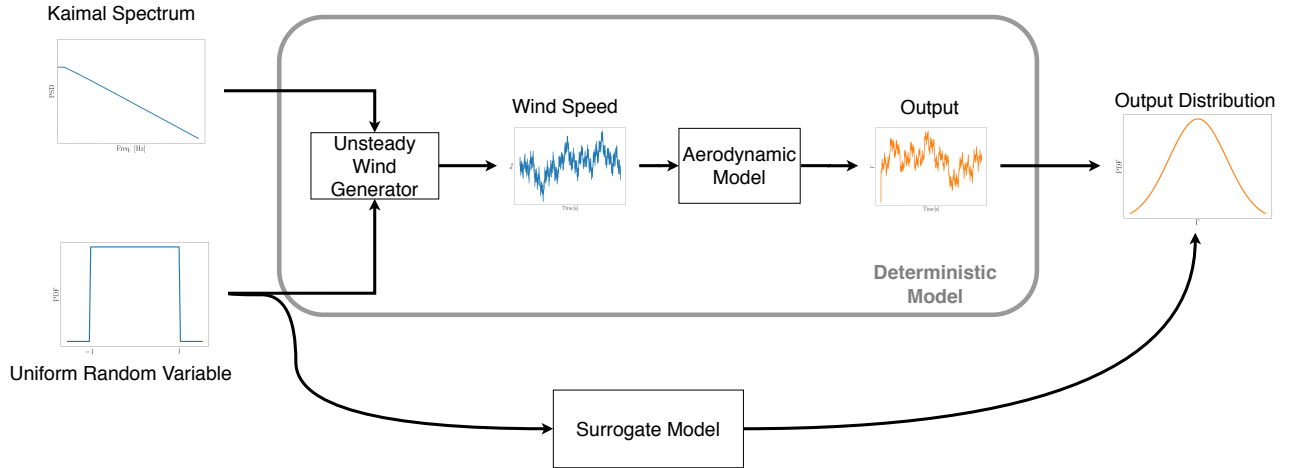 Kaimal Spectrum
PSD
Freq. [Hz]
Unsteady
Wind
Generator
Wind Speed
Time[s]
Aerodynamic
Model
Output
Γ
Time[s]
Output Distribution
PDF
Γ
Deterministic
Model
PDF
−1
1
Uniform Random Variable
Surrogate Model